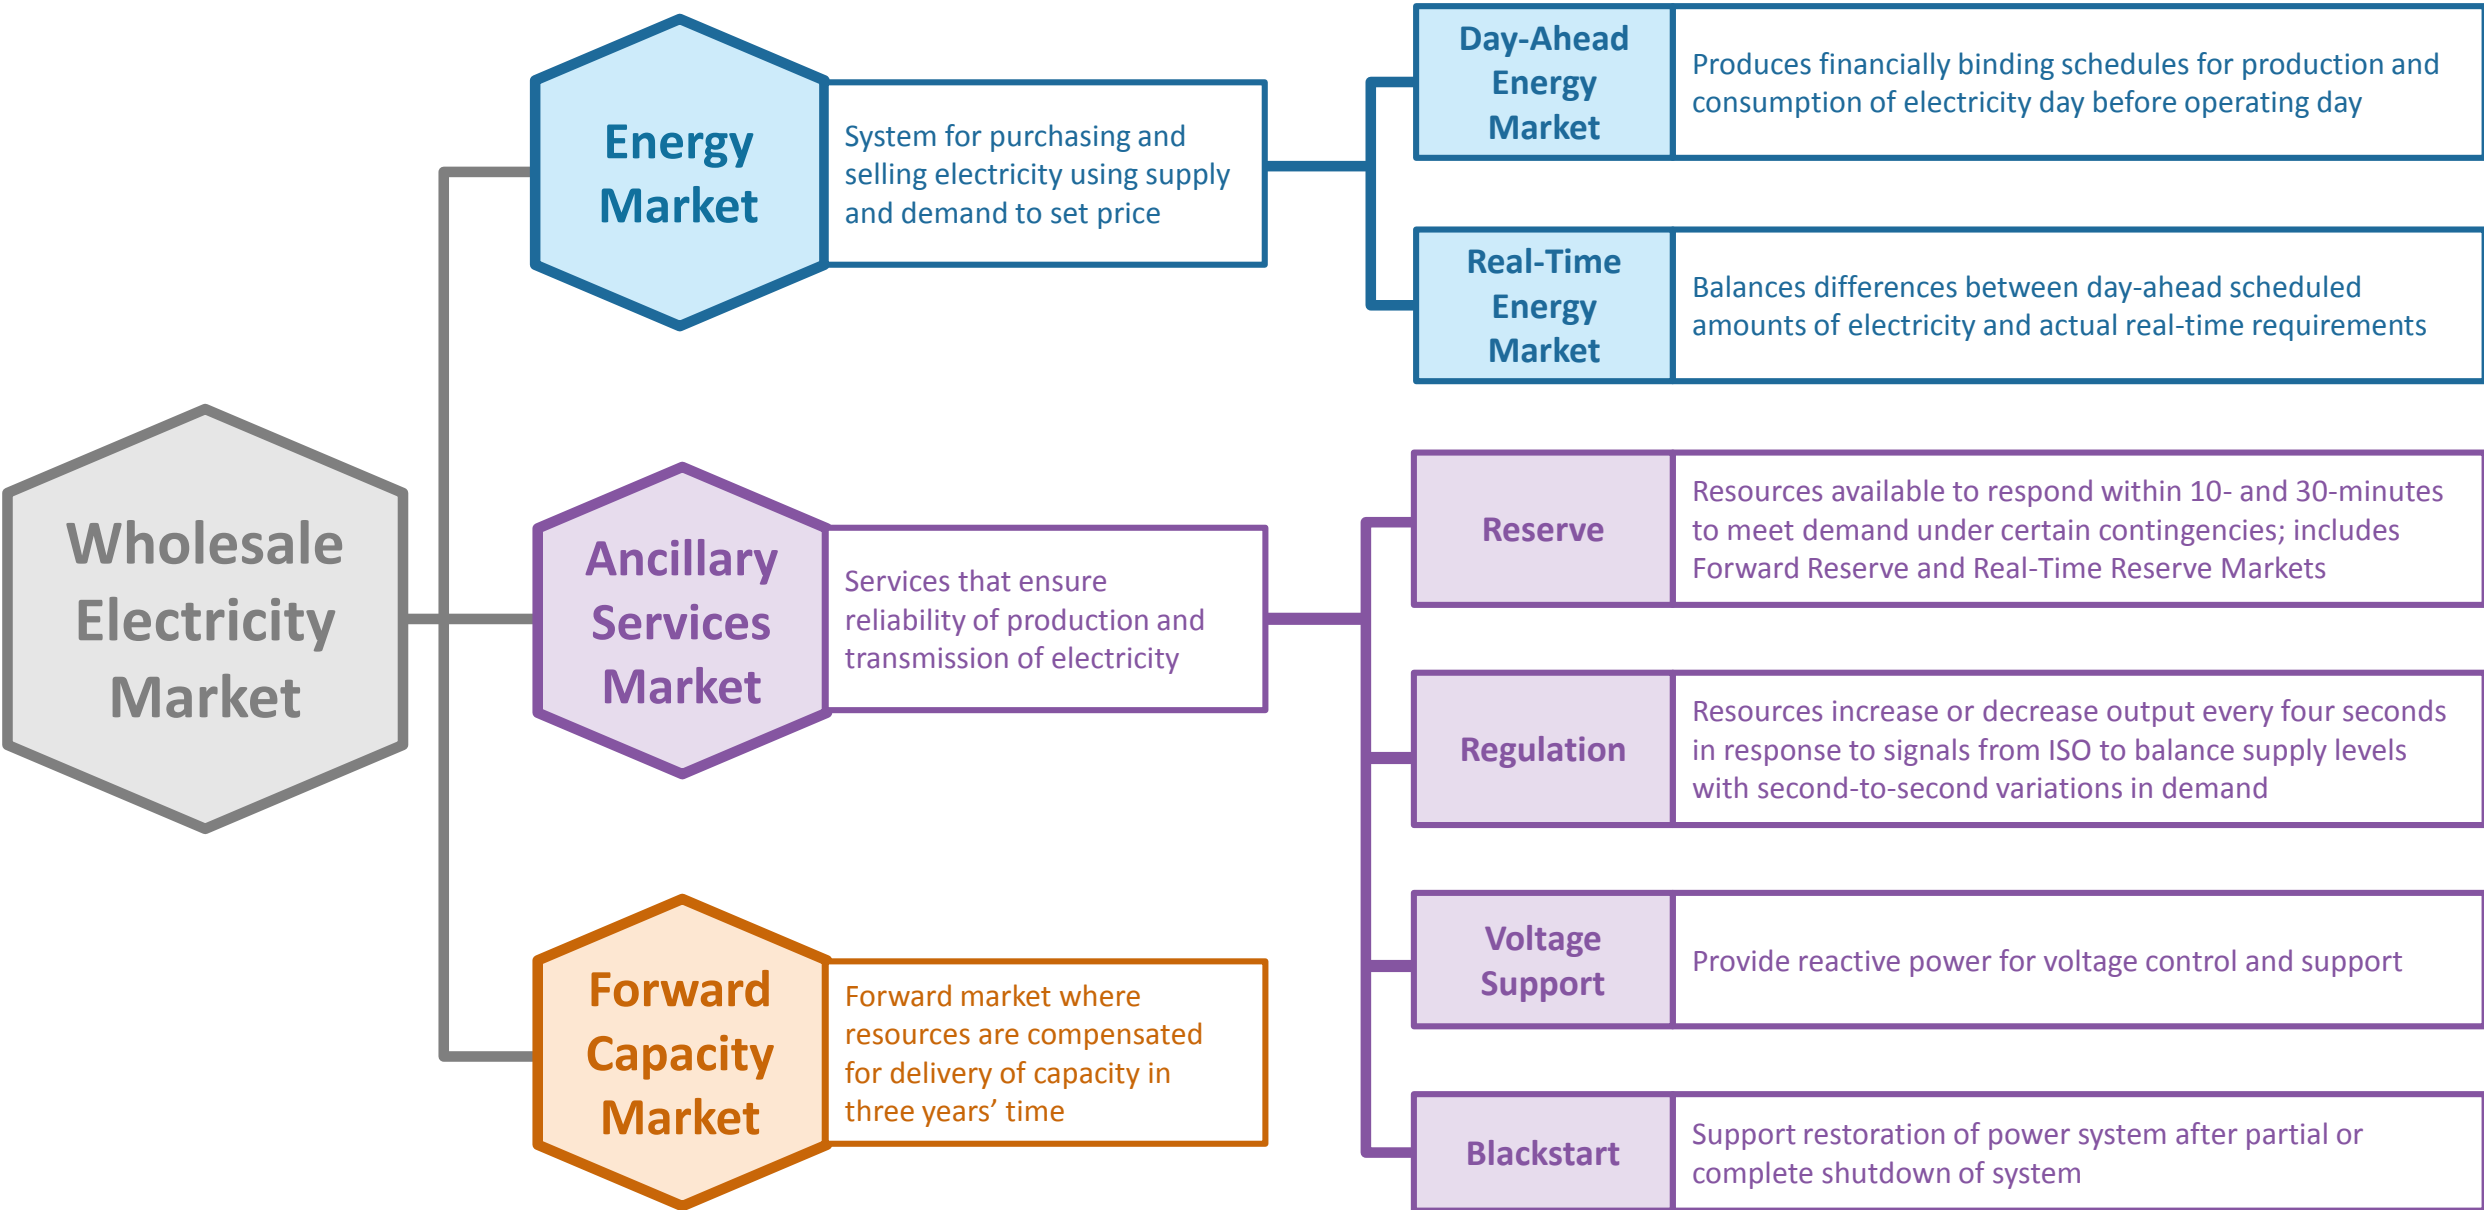 Wholesale
Electricity
Market
Energy
Market
System for purchasing and
selling electricity using supply
and demand to set price
Day-Ahead
Energy
Market
Produces financially binding schedules for production and
consumption of electricity day before operating day
Real-Time
Energy
Market
Balances differences between day-ahead scheduled
amounts of electricity and actual real-time requirements
Ancillary
Services
Market
Services that ensure
reliability of production and
transmission of electricity
Reserve
Resources available to respond within 10- and 30-minutes
to meet demand under certain contingencies; includes
Forward Reserve and Real-Time Reserve Markets
Regulation
Resources increase or decrease output every four seconds
in response to signals from ISO to balance supply levels
with second-to-second variations in demand
Voltage
Support
Provide reactive power for voltage control and support
Blackstart
Support restoration of power system after partial or
complete shutdown of system
Forward
Capacity
Market
Forward market where
resources are compensated
for delivery of capacity in
three years’ time